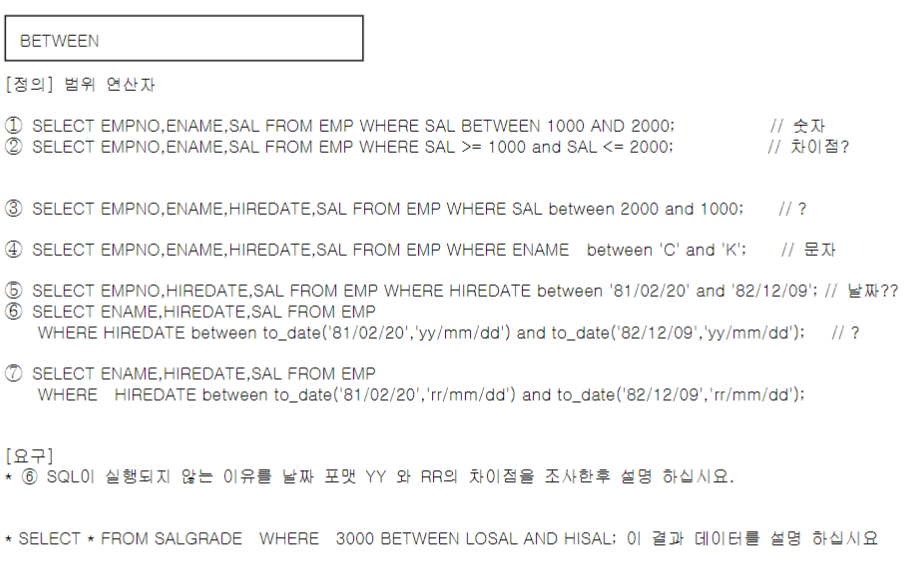 BETWEEN
[정의] 범위 연산자
① SELECT EMPNO,ENAME,SAL FROM EMP WHERE SAL BETWEEN 1000 AND 2000; // 숫자
② SELECT EMPNO,ENAME,SAL FROM EMP WHERE SAL >= 1000 and SAL <= 2000; // 차이점?
③ SELECT EMPNO,ENAME,HIREDATE,SAL FROM EMP WHERE SAL between 2000 and 1000; // ?
④ SELECT EMPNO,ENAME,HIREDATE,SAL FROM EMP WHERE ENAME between 'C' and 'K'; // 문자
⑤ SELECT EMPNO,HIREDATE,SAL FROM EMP WHERE HIREDATE between '81/02/20' and '82/12/09'; // 날짜??
⑥ SELECT ENAME,HIREDATE,SAL FROM EMP
WHERE HIREDATE between to_date('81/02/20','yy/mm/dd') and to_date('82/12/09','yy/mm/dd'); // ?
⑦ SELECT ENAME,HIREDATE,SAL FROM EMP
WHERE HIREDATE between to_date('81/02/20','rr/mm/dd') and to_date('82/12/09','rr/mm/dd');
[요구]
* ⑥ SQL이 실행되지 않는 이유를 날짜 포맷 YY 와 RR의 차이점을 조사한후 설명 하십시요.
* SELECT * FROM SALGRADE WHERE 3000 BETWEEN LOSAL AND HISAL; 이 결과 데이터를 설명 하십시요